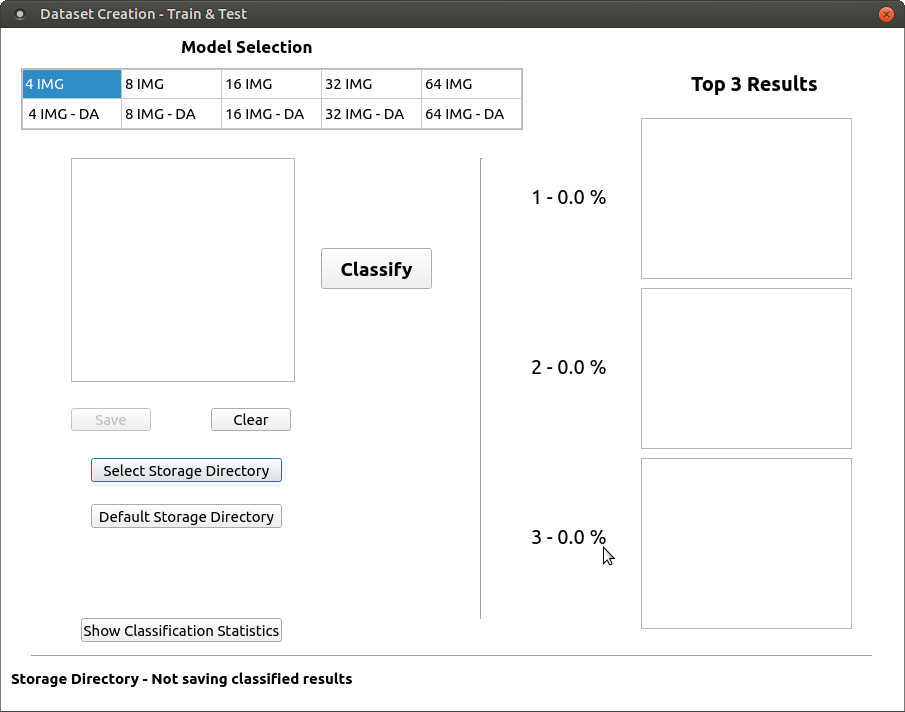 Dataset Creation - Train & Test
Model Selection
4 IMG 8 IMG 16 IMG 32 IMG 64 IMG
4 IMG - DA 8 IMG - DA 16 IMG - DA 32 IMG - DA 64 IMG - DA
Top 3 Results
1 - 0.0 %
Classify
2 - 0.0 %
Save Clear
Select Storage Directory
Default Storage Directory
3 - 0.0 %
Show Classification Statistics
Storage Directory - Not saving classified results